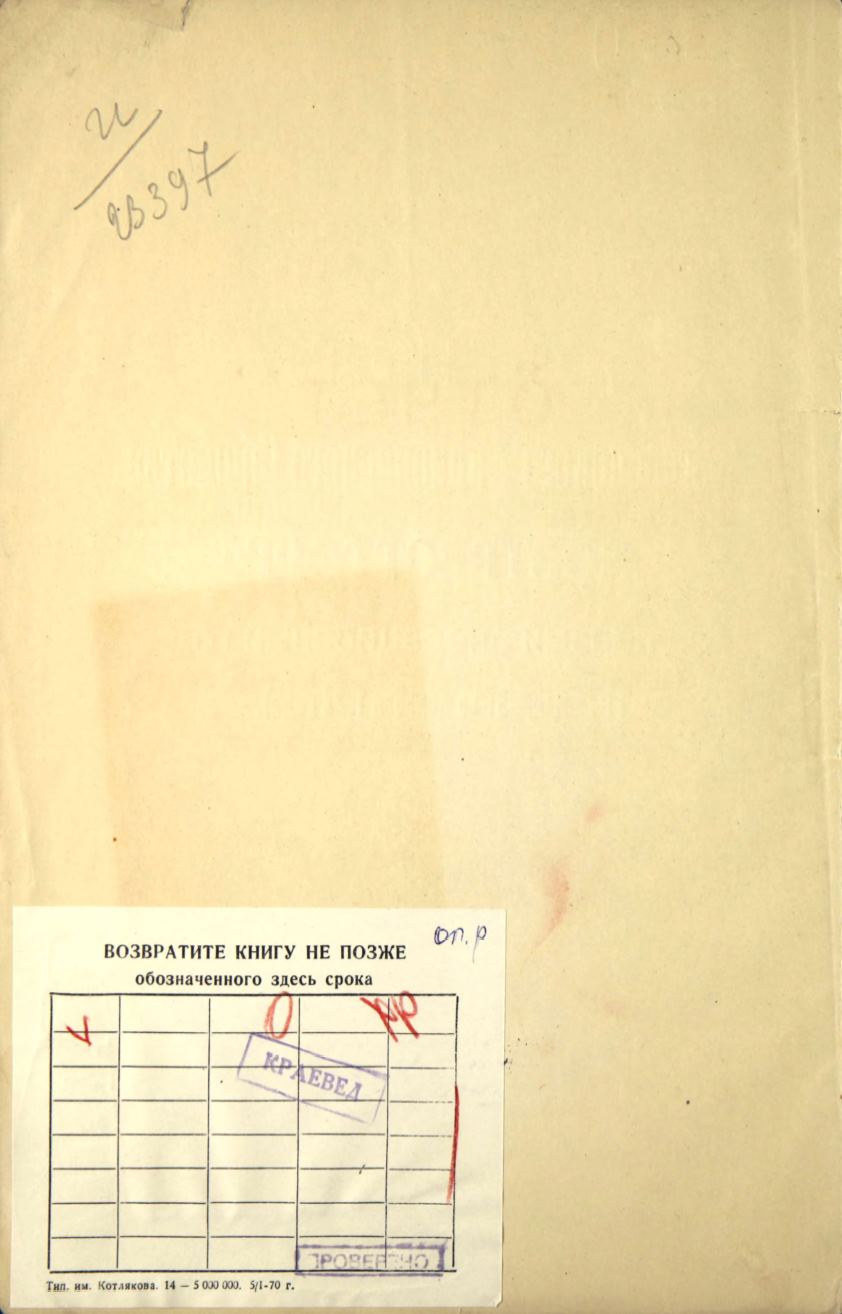 И
23397
оп. р
ВОЗВРАТИТЕ КНИГУ НЕ ПОЗЖЕ
обозначенного здесь срока
КРАЕВЕД
ПРОВЕРЕНО
Тип. им. Котлякова. 14 — 5 000 000. 5/I-70 г.